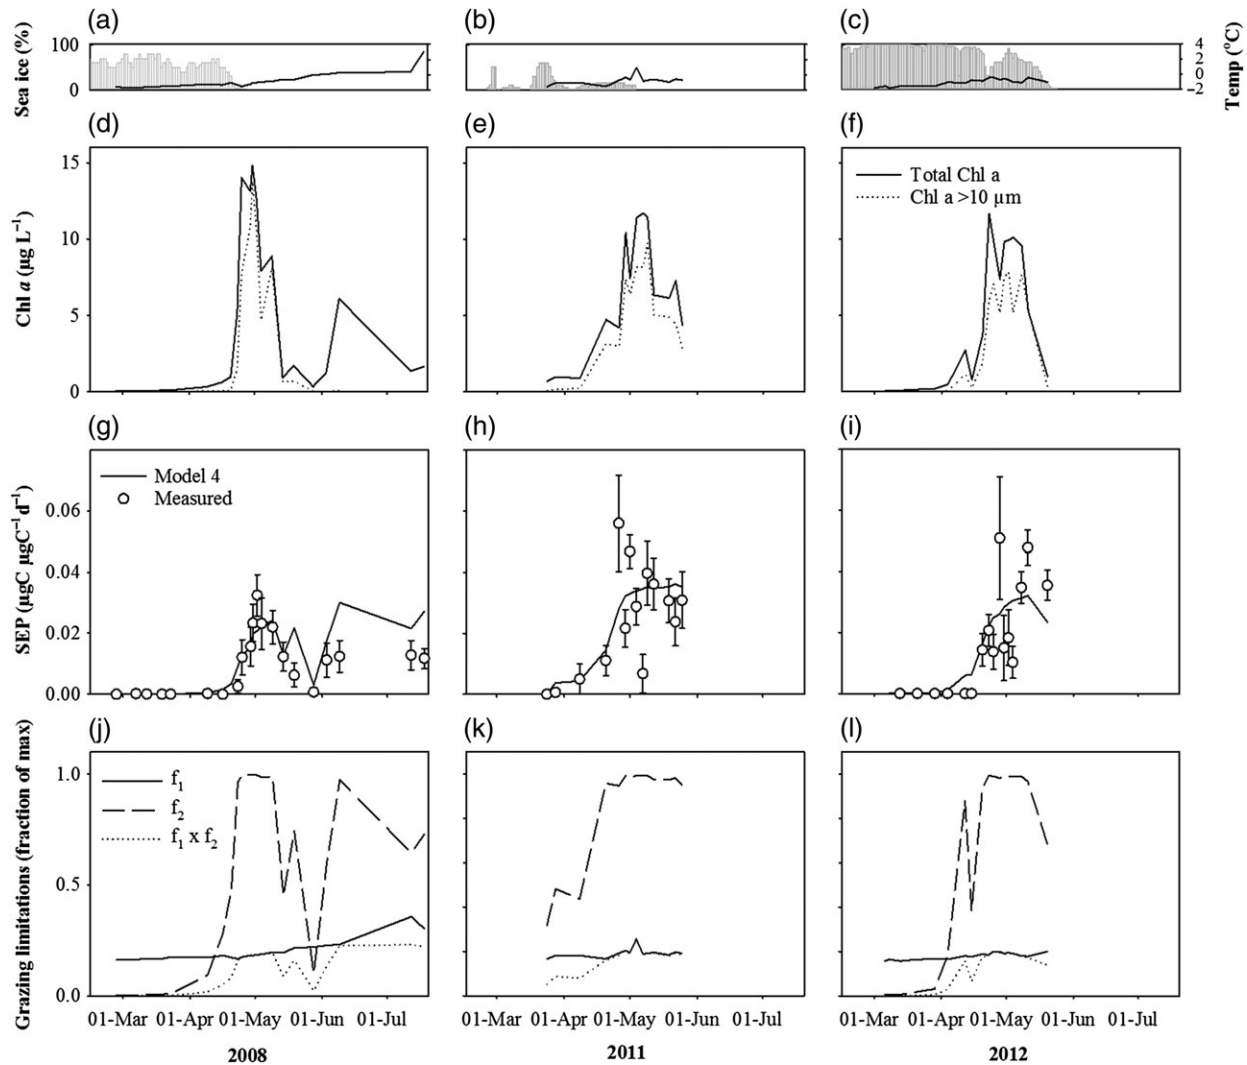 (a) (b) (c)
Sea ice (%)
100
0
4
2
0
−2
Temp (°C)
(d) (e) (f)
Chl a (µg L⁻¹)
15
10
5
0
Total Chl a
Chl a >10 µm
(g) (h) (i)
SEP (µgC µgC⁻¹d⁻¹)
0.06
0.04
0.02
0.00
Model 4
Measured
(j) (k) (l)
Grazing limitations (fraction of max)
1.0
0.5
0.0
f₁
f₂
f₁ x f₂
01-Mar 01-Apr 01-May 01-Jun 01-Jul
2008
01-Mar 01-Apr 01-May 01-Jun 01-Jul
2011
01-Mar 01-Apr 01-May 01-Jun 01-Jul
2012